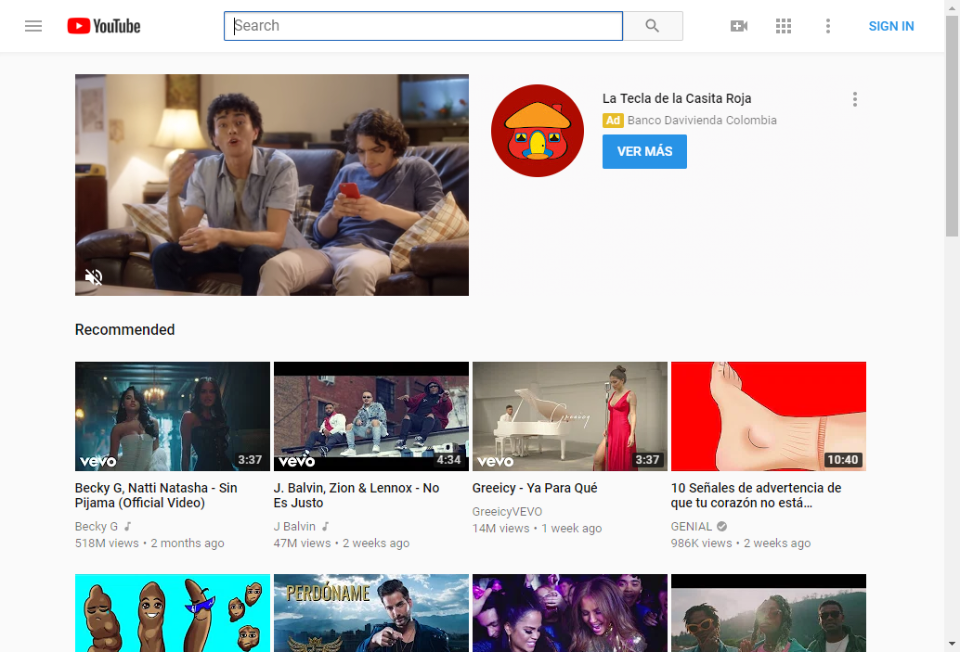 YouTube
Search
SIGN IN
La Tecla de la Casita Roja
Ad Banco Davivienda Colombia
VER MÁS
Recommended
vevo 3:37
vevo 4:34
Greeicy
vevo 3:37
10:40
Becky G, Natti Natasha - Sin
Pijama (Official Video)
Becky G
518M views • 2 months ago
J. Balvin, Zion & Lennox - No
Es Justo
J Balvin
47M views • 2 weeks ago
Greeicy - Ya Para Qué
GreeicyVEVO
14M views • 1 week ago
10 Señales de advertencia de
que tu corazón no está…
GENIAL
986K views • 2 weeks ago
PERDÓNAME